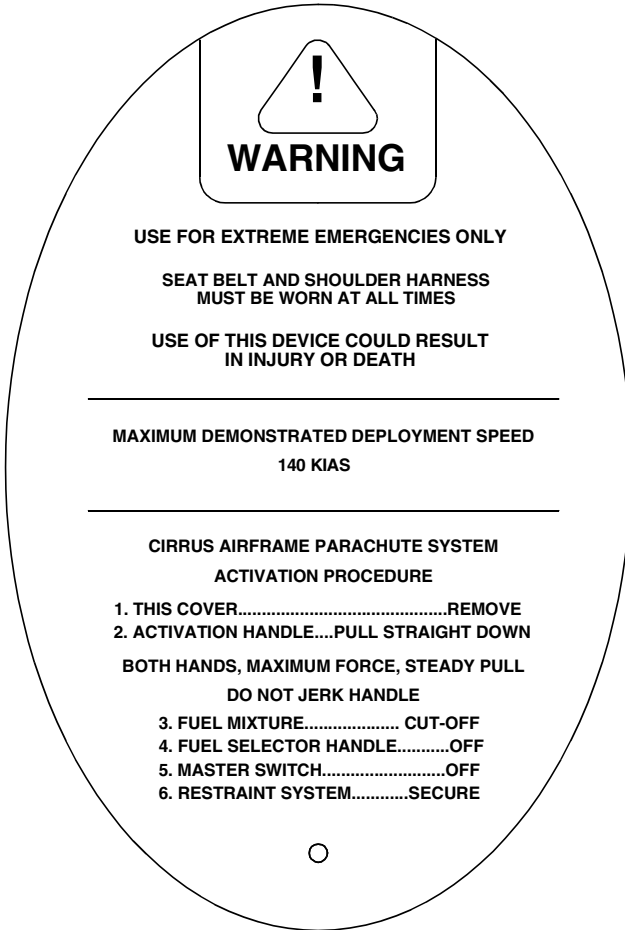 !
WARNING
USE FOR EXTREME EMERGENCIES ONLY
SEAT BELT AND SHOULDER HARNESS
MUST BE WORN AT ALL TIMES
USE OF THIS DEVICE COULD RESULT
IN INJURY OR DEATH
MAXIMUM DEMONSTRATED DEPLOYMENT SPEED
140 KIAS
CIRRUS AIRFRAME PARACHUTE SYSTEM
ACTIVATION PROCEDURE
1. THIS COVER............................................REMOVE
2. ACTIVATION HANDLE....PULL STRAIGHT DOWN
BOTH HANDS, MAXIMUM FORCE, STEADY PULL
DO NOT JERK HANDLE
3. FUEL MIXTURE.................... CUT-OFF
4. FUEL SELECTOR HANDLE...........OFF
5. MASTER SWITCH..........................OFF
6. RESTRAINT SYSTEM............SECURE